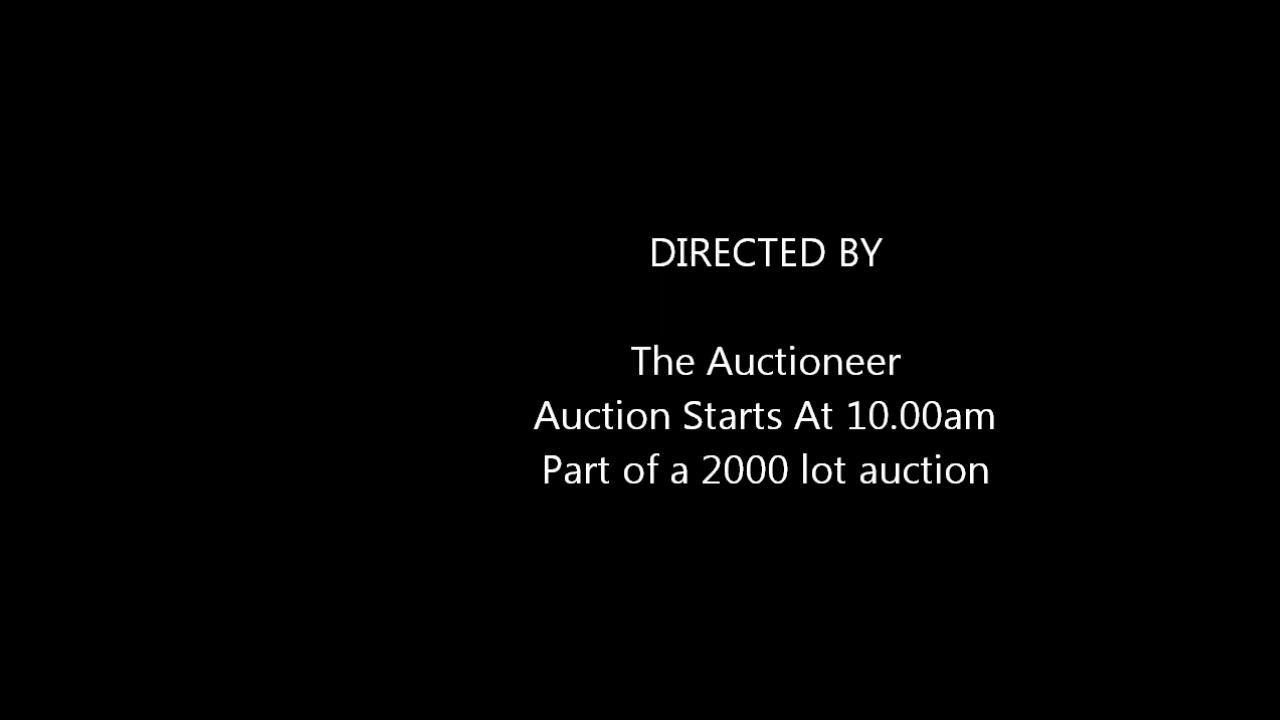 DIRECTED BY
The Auctioneer
Auction Starts At 10.00am
Part of a 2000 lot auction